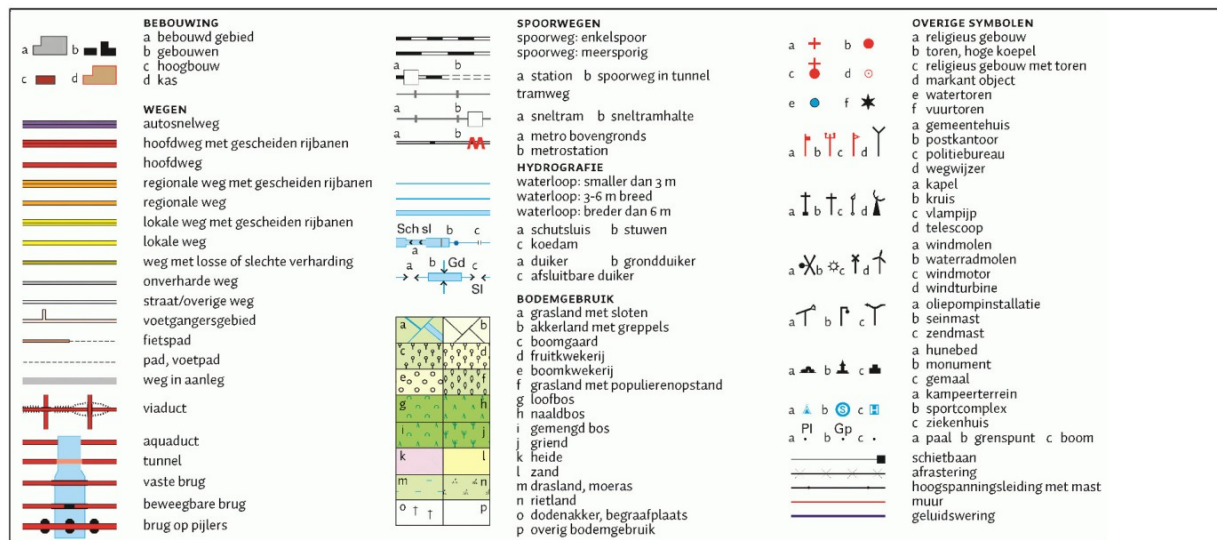 BEBOUWING
a bebouwd gebied
b gebouwen
c hoogbouw
d kas
a b
c d
WEGEN
autosnelweg
hoofdweg met gescheiden rijbanen
hoofdweg
regionale weg met gescheiden rijbanen
regionale weg
lokale weg met gescheiden rijbanen
lokale weg
weg met losse of slechte verharding
onverharde weg
straat/overige weg
voetgangersgebied
fietspad
pad, voetpad
weg in aanleg
viaduct
aquaduct
tunnel
vaste brug
beweegbare brug
brug op pijlers
SPOORWEGEN
spoorweg: enkelspoor
spoorweg: meersporig
a b
a station b spoorweg in tunnel
tramweg
a b
a sneltram b sneltramhalte
a b
a metro bovengronds
b metrostation
HYDROGRAFIE
waterloop: smaller dan 3 m
waterloop: 3-6 m breed
waterloop: breder dan 6 m
Sch sl b c
a
a schutsluis b stuwen
c koedam
a b Gd c
Sl
a duiker b grondduiker
c afsluitbare duiker
BODEMGEBRUIK
a b
c d
e f
g h
i j
k l
m n
o p
a grasland met sloten
b akkerland met greppels
c boomgaard
d fruitkwekerij
e boomkwekerij
f grasland met populierenopstand
g loofbos
h naaldbos
i gemengd bos
j griend
k heide
l zand
m drasland, moeras
n rietland
o dodenakker, begraafplaats
p overig bodemgebruik
OVERIGE SYMBOLEN
a b
c d
e f
a religieus gebouw
b toren, hoge koepel
c religieus gebouw met toren
d markant object
e watertoren
f vuurtoren
a b c d
a gemeentehuis
b postkantoor
c politiebureau
d wegwijzer
a b c d
a kapel
b kruis
c vlampijp
d telescoop
a b c d
a windmolen
b waterradmolen
c windmotor
d windturbine
a b c
a oliepompinstallatie
b seinmast
c zendmast
a b c
a hunebed
b monument
c gemaal
a b S c H
a kampeerterrein
b sportcomplex
c ziekenhuis
Pl Gp
a b c
a paal b grenspunt c boom
schietbaan
afrastering
hoogspanningsleiding met mast
muur
geluidswering